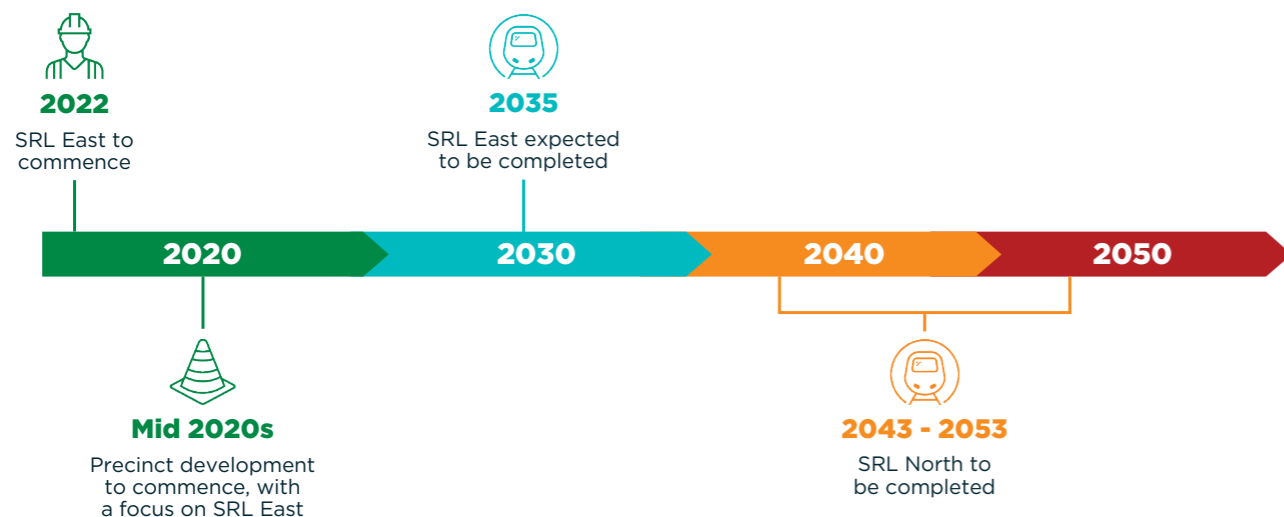 2022
SRL East to
commence
2035
SRL East expected
to be completed
2020
2030
2040
2050
Mid 2020s
Precinct development
to commence, with
a focus on SRL East
2043 - 2053
SRL North to
be completed